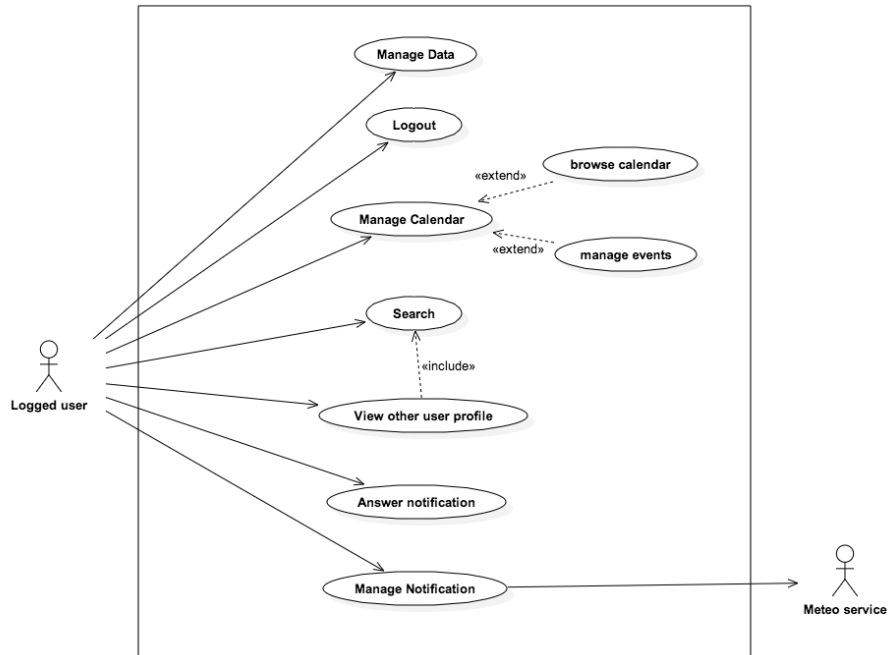 Manage Data
Logout
browse calendar
«extend»
Manage Calendar
«extend»
manage events
Search
«include»
Logged user
View other user profile
Answer notification
Manage Notification
Meteo service